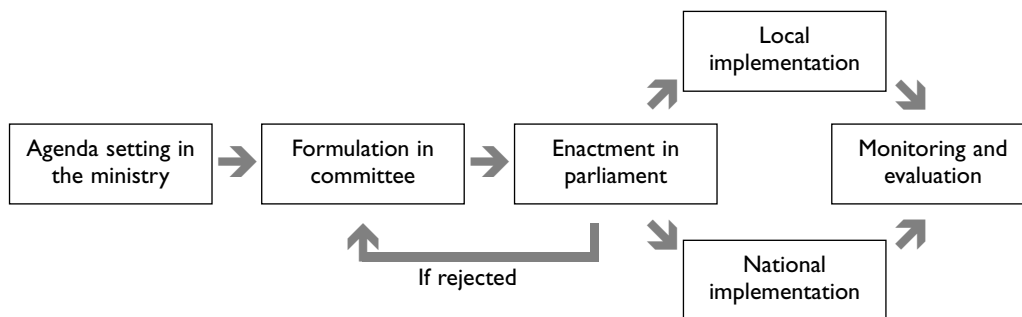 Local
implementation
Agenda setting in
the ministry
Formulation in
committee
Enactment in
parliament
Monitoring and
evaluation
If rejected
National
implementation